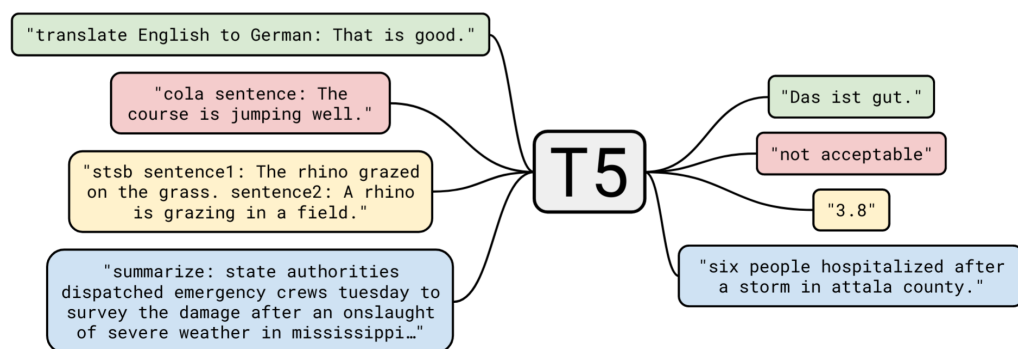 "translate English to German: That is good."
"cola sentence: The
course is jumping well."
"stsb sentence1: The rhino grazed
on the grass. sentence2: A rhino
is grazing in a field."
"summarize: state authorities
dispatched emergency crews tuesday to
survey the damage after an onslaught
of severe weather in mississippi…"
T5
"Das ist gut."
"not acceptable"
"3.8"
"six people hospitalized after
a storm in attala county."